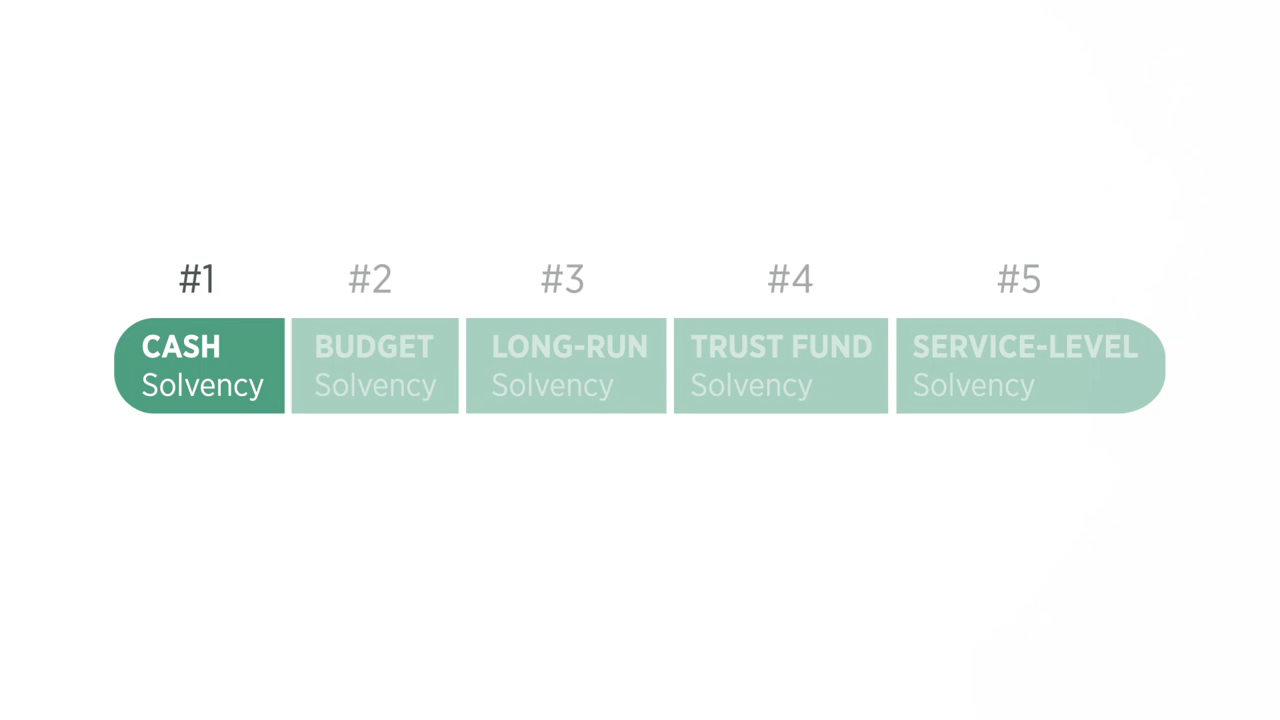 #1
CASH
Solvency
#2
BUDGET
Solvency
#3
LONG-RUN
Solvency
#4
TRUST FUND
Solvency
#5
SERVICE-LEVEL
Solvency